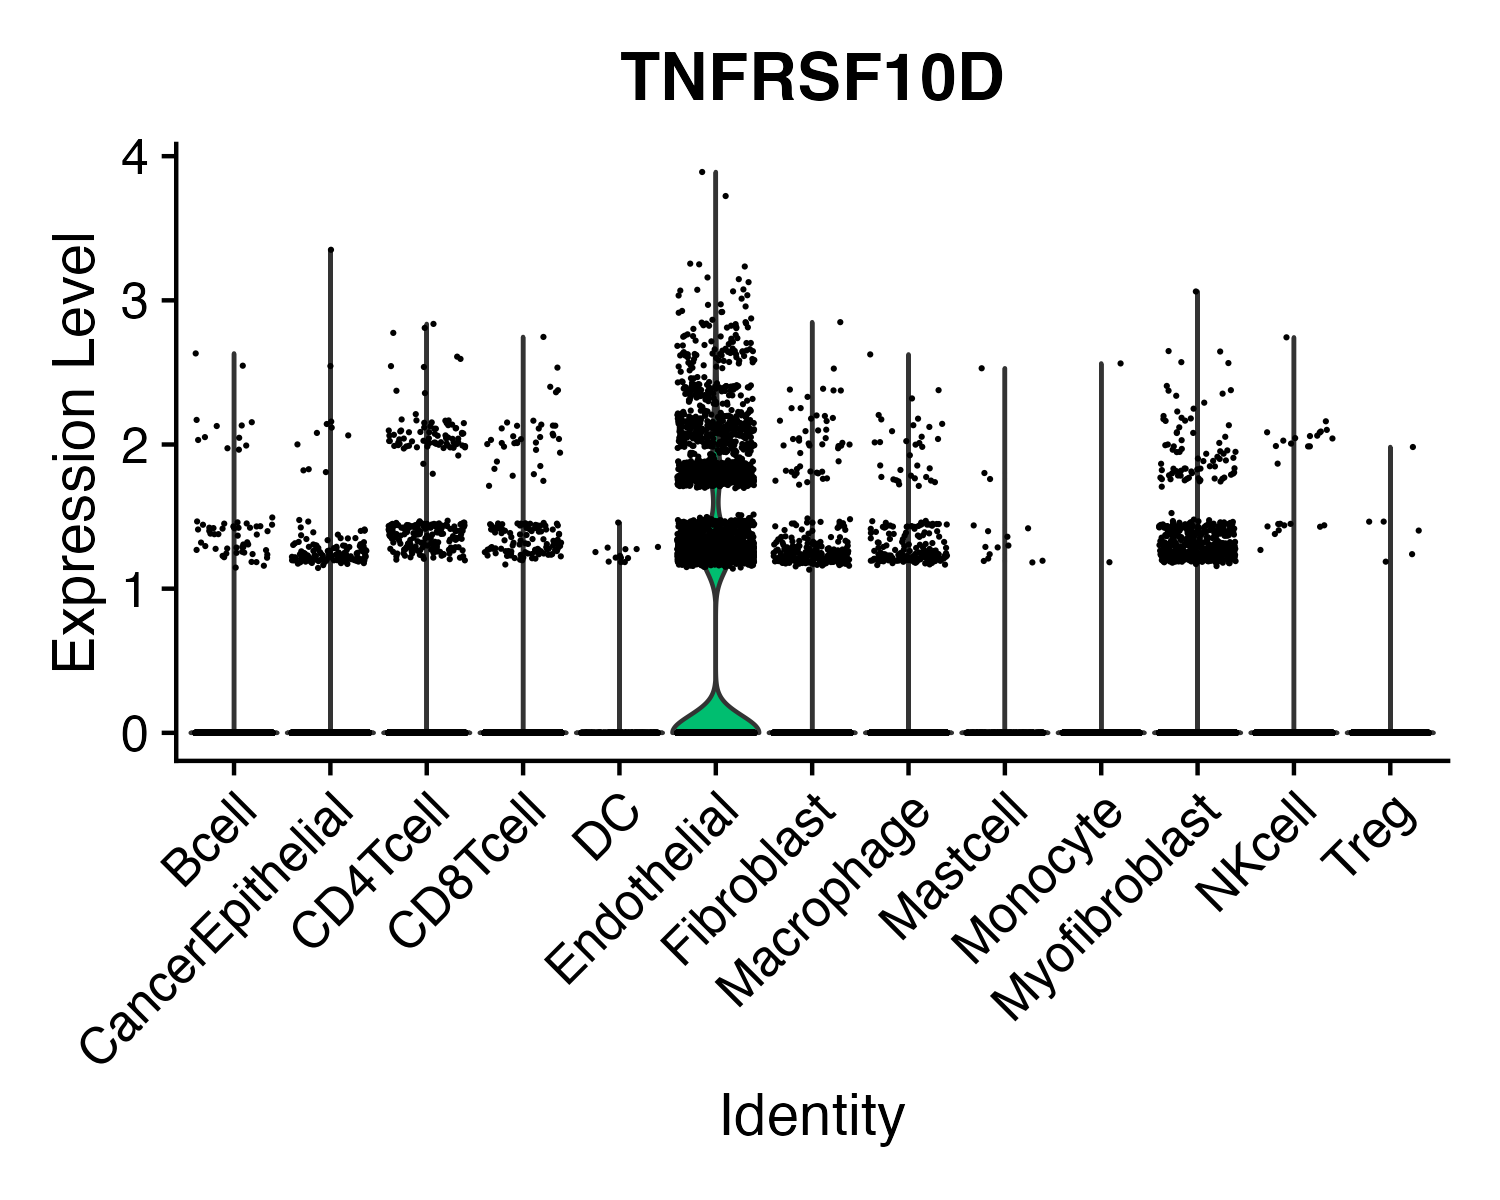 TNFRSF10D
Expression Level
4
3
2
1
0
Bcell
CancerEpithelial
CD4Tcell
CD8Tcell
DC
Endothelial
Fibroblast
Macrophage
Mastcell
Monocyte
Myofibroblast
NKcell
Treg
Identity